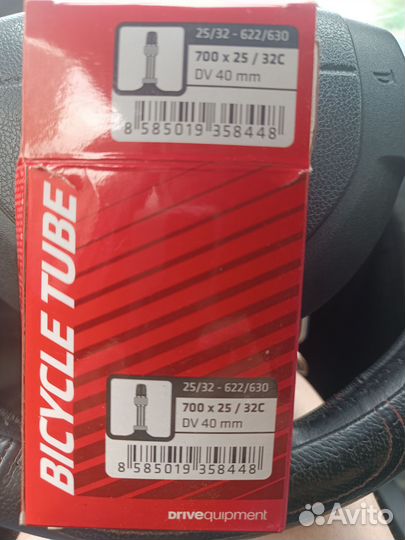 25/32 - 622/630
700 x 25 / 32C
DV 40 mm
8 585019 358448
BICYCLE TUBE
25/32 - 622/630
700 x 25 / 32C
DV 40 mm
8 585019 358448
DRIVEequipment
Avito